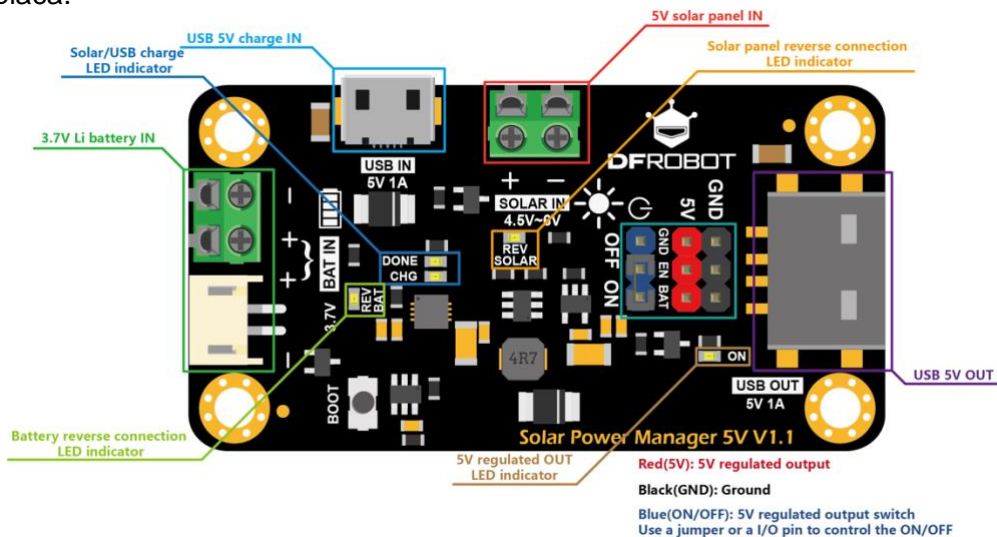 placa.
5V solar panel IN
USB 5V charge IN
Solar/USB charge
LED indicator
Solar panel reverse connection
LED indicator
3.7V Li battery IN
DFROBOT
USB IN
5V 1A
+ −
SOLAR IN
4.5V~6V
GND
5V
OFF ON
GND EN BAT
− + + −
BAT IN
3.7V
DONE
CHG
REV
SOLAR
REV
BAT
4R7
ON
BOOT
USB OUT
5V 1A
USB 5V OUT
Solar Power Manager 5V V1.1
Battery reverse connection
LED indicator
5V regulated OUT
LED indicator
Red(5V): 5V regulated output
Black(GND): Ground
Blue(ON/OFF): 5V regulated output switch
Use a jumper or a I/O pin to control the ON/OFF